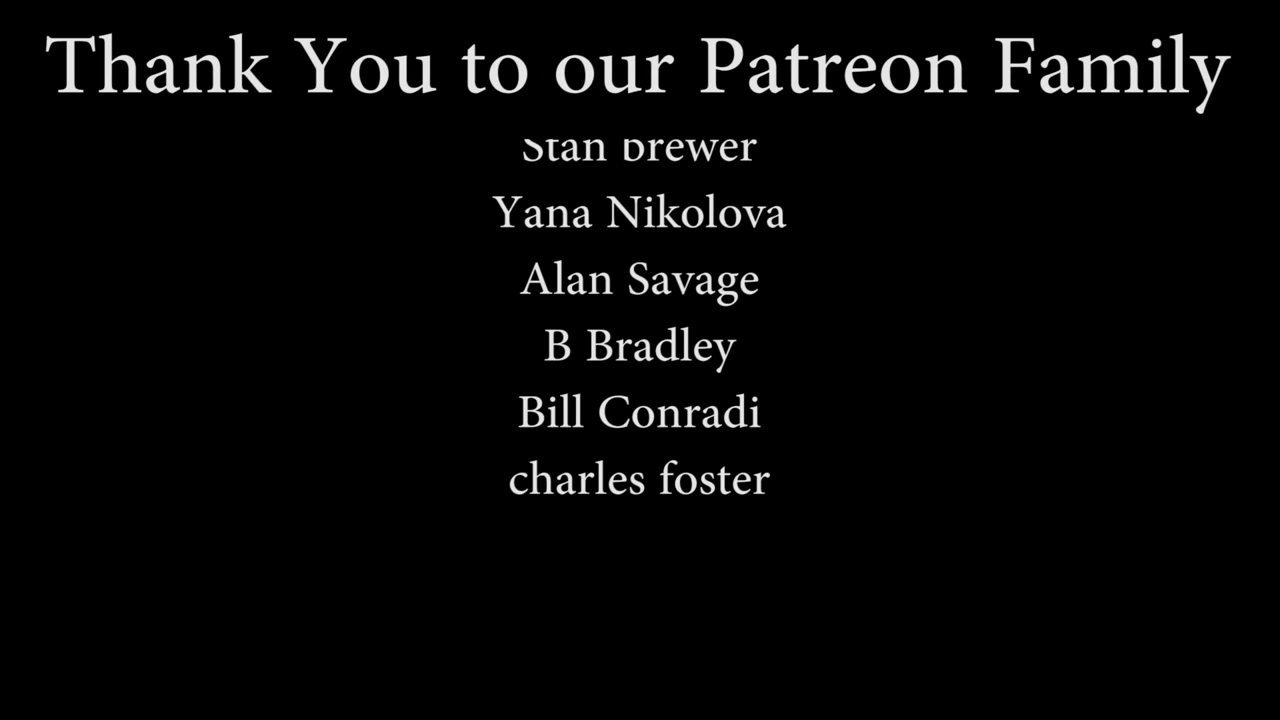 Thank You to our Patreon Family
Stan brewer
Yana Nikolova
Alan Savage
B Bradley
Bill Conradi
charles foster